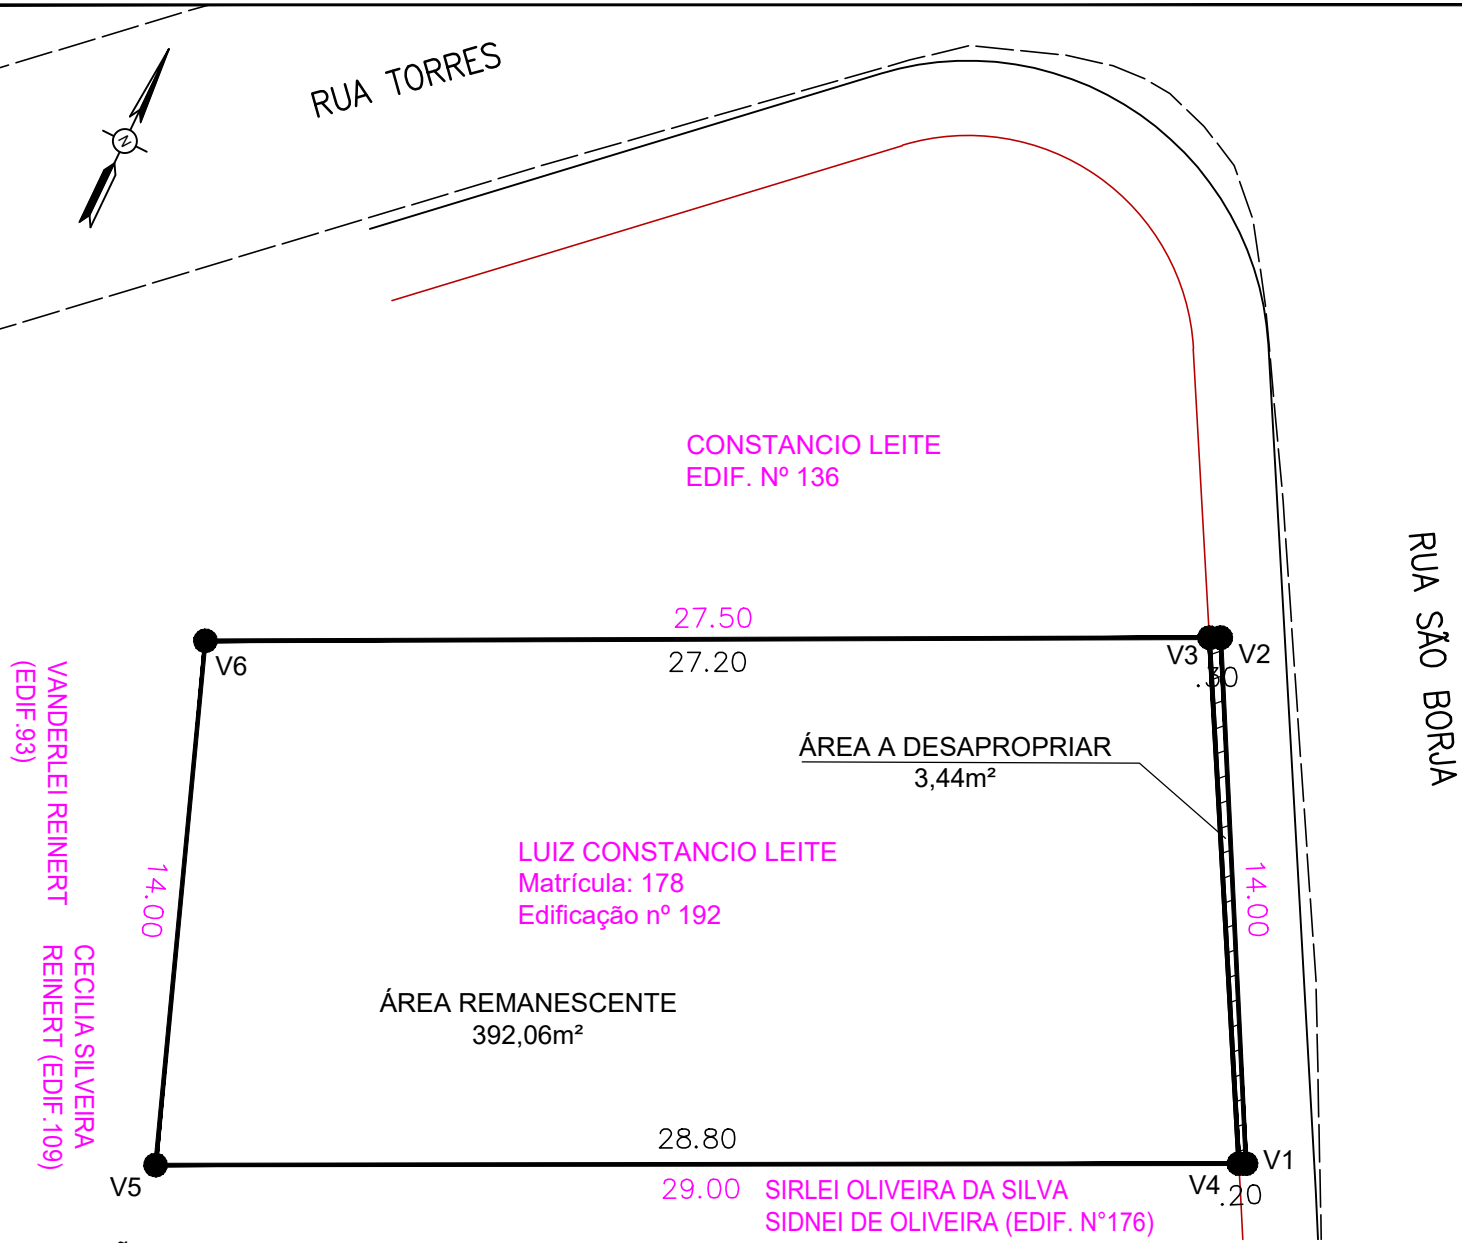 RUA TORRES
N
CONSTANCIO LEITE
EDIF. Nº 136
RUA SÃO BORJA
27.50
27.20
V6
V3
V2
.30
VANDERLEI REINERT
(EDIF.93)
ÁREA A DESAPROPRIAR
3,44m²
LUIZ CONSTANCIO LEITE
Matrícula: 178
Edificação nº 192
14.00
14.00
CECILIA SILVEIRA
REINERT (EDIF.109)
ÁREA REMANESCENTE
392,06m²
28.80
V5
V4
V1
.20
29.00
SIRLEI OLIVEIRA DA SILVA
SIDNEI DE OLIVEIRA (EDIF. N°176)